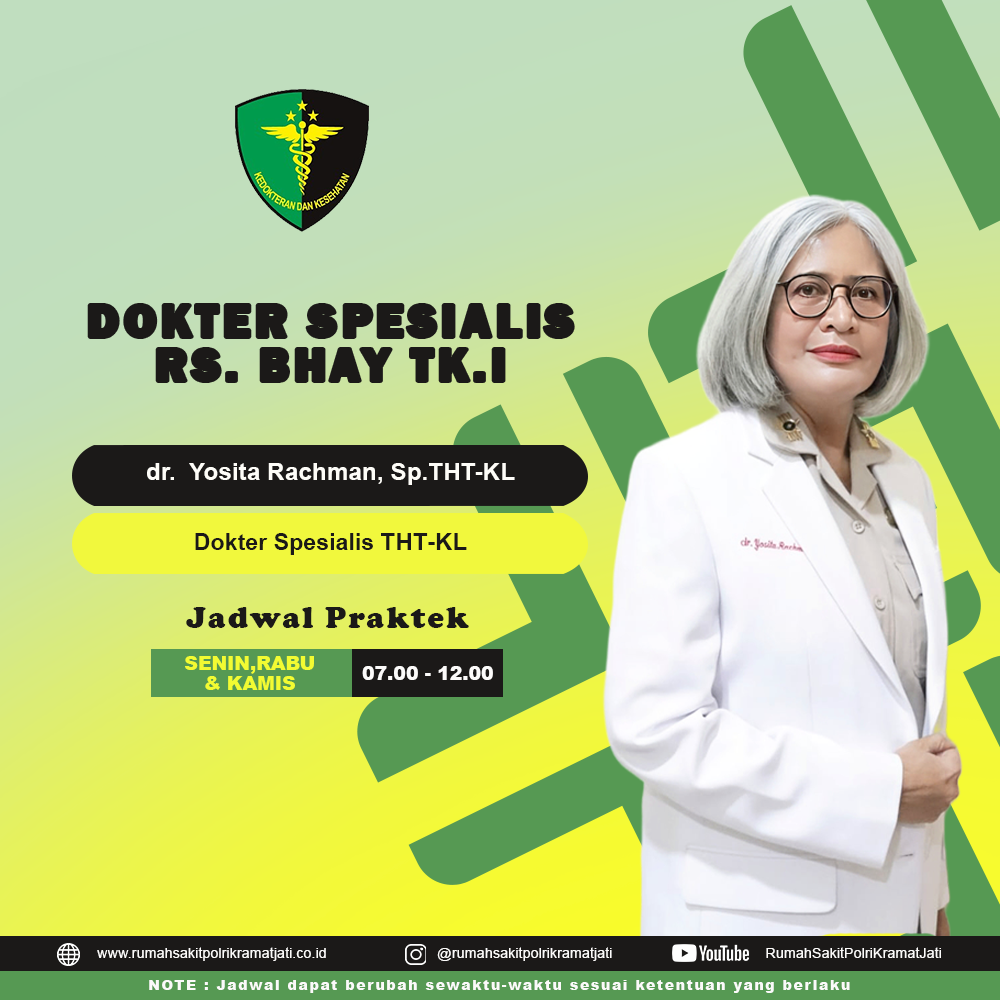 KEDOKTERAN DAN KESEHATAN
DOKTER SPESIALIS
RS. BHAY TK.I
dr. Yosita Rachman, Sp.THT-KL
Dokter Spesialis THT-KL
dr. Yosita
Jadwal Praktek
SENIN,RABU
& KAMIS
07.00 - 12.00
www.rumahsakitpolrikramatjati.co.id
@rumahsakitpolrikramatjati
YouTube
RumahSakitPolriKramatJati
NOTE : Jadwal dapat berubah sewaktu-waktu sesuai ketentuan yang berlaku